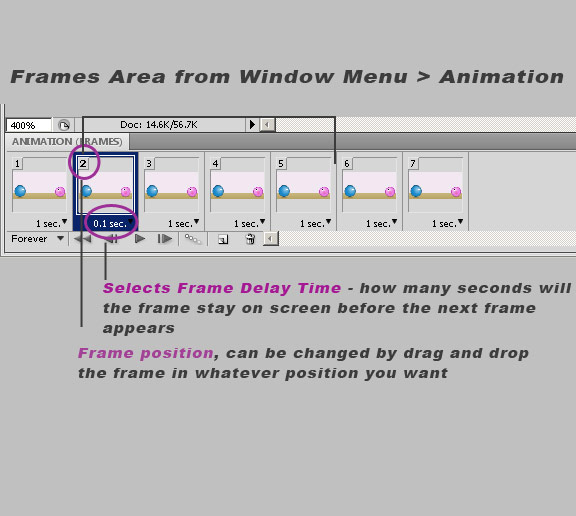 Frames Area from Window Menu > Animation
400%
Doc: 14.6K/56.7K
ANIMATION (FRAMES)
1 2 3 4 5 6 7
1 sec. 0.1 sec. 1 sec. 1 sec. 1 sec. 1 sec. 1 sec.
Forever
Selects Frame Delay Time - how many seconds will
the frame stay on screen before the next frame
appears
Frame position, can be changed by drag and drop
the frame in whatever position you want